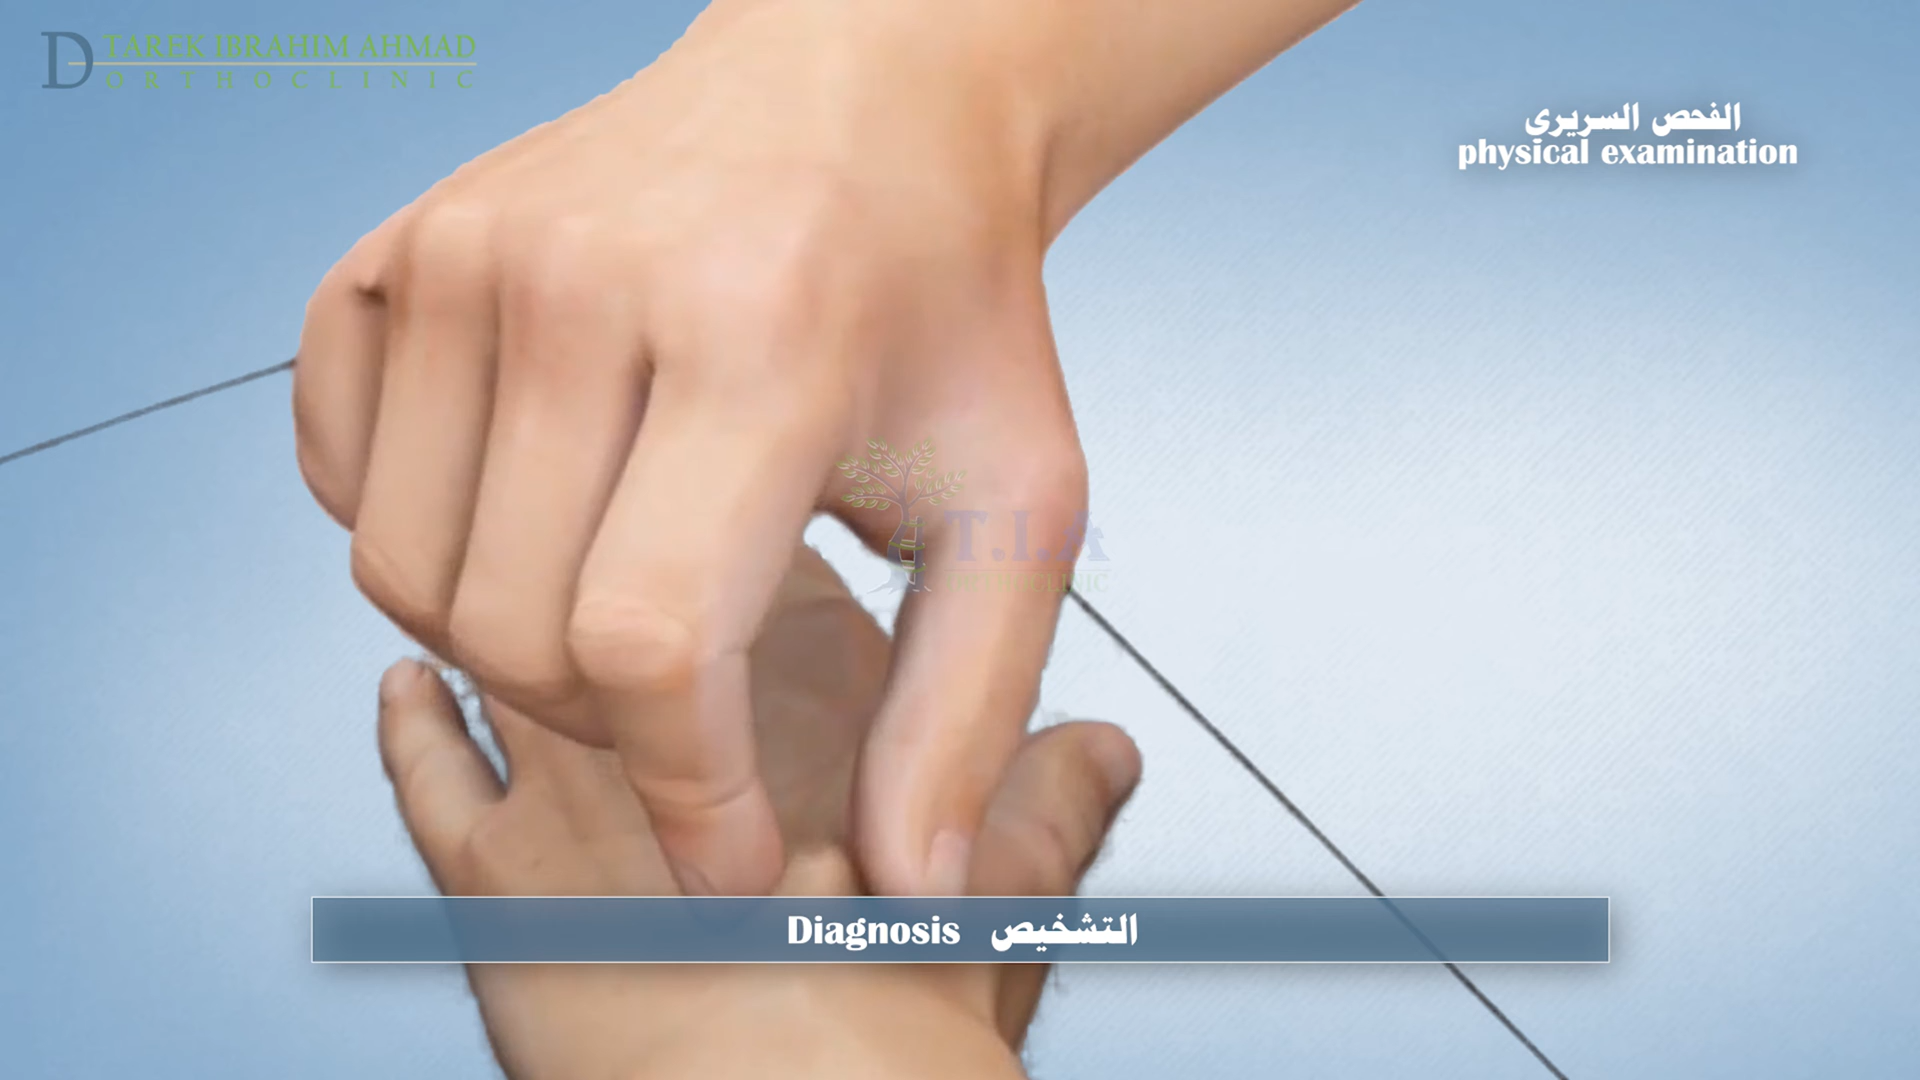 D TAREK IBRAHIM AHMAD
ORTHOCLINIC
الفحص السريرى
physical examination
T.I.A
ORTHOCLINIC
Diagnosis التشخيص